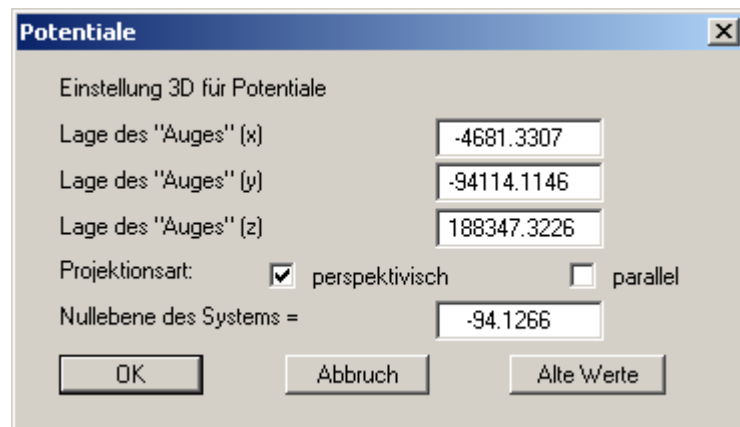 Potentiale
Einstellung 3D für Potentiale
Lage des "Auges" (x) -4681.3307
Lage des "Auges" (y) -94114.1146
Lage des "Auges" (z) 188347.3226
Projektionsart: perspektivisch parallel
Nullebene des Systems = -94.1266
OK Abbruch Alte Werte